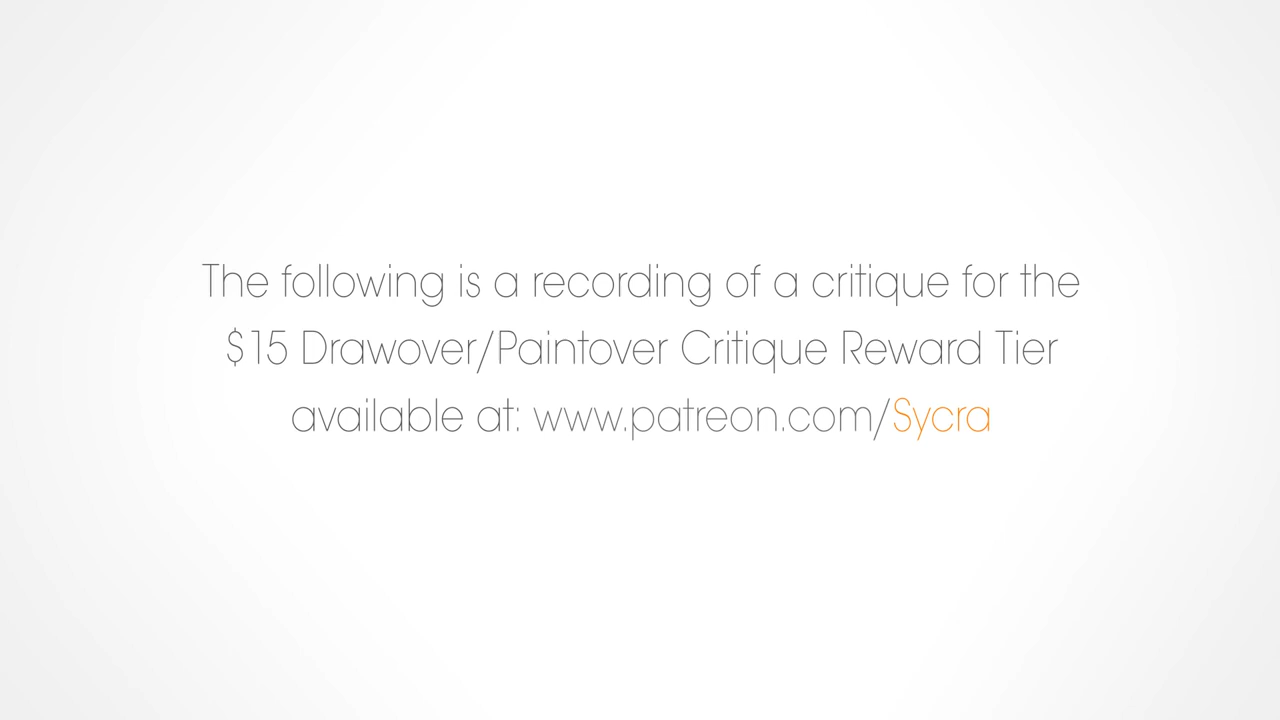 The following is a recording of a critique for the
$15 Drawover/Paintover Critique Reward Tier
available at: www.patreon.com/Sycra